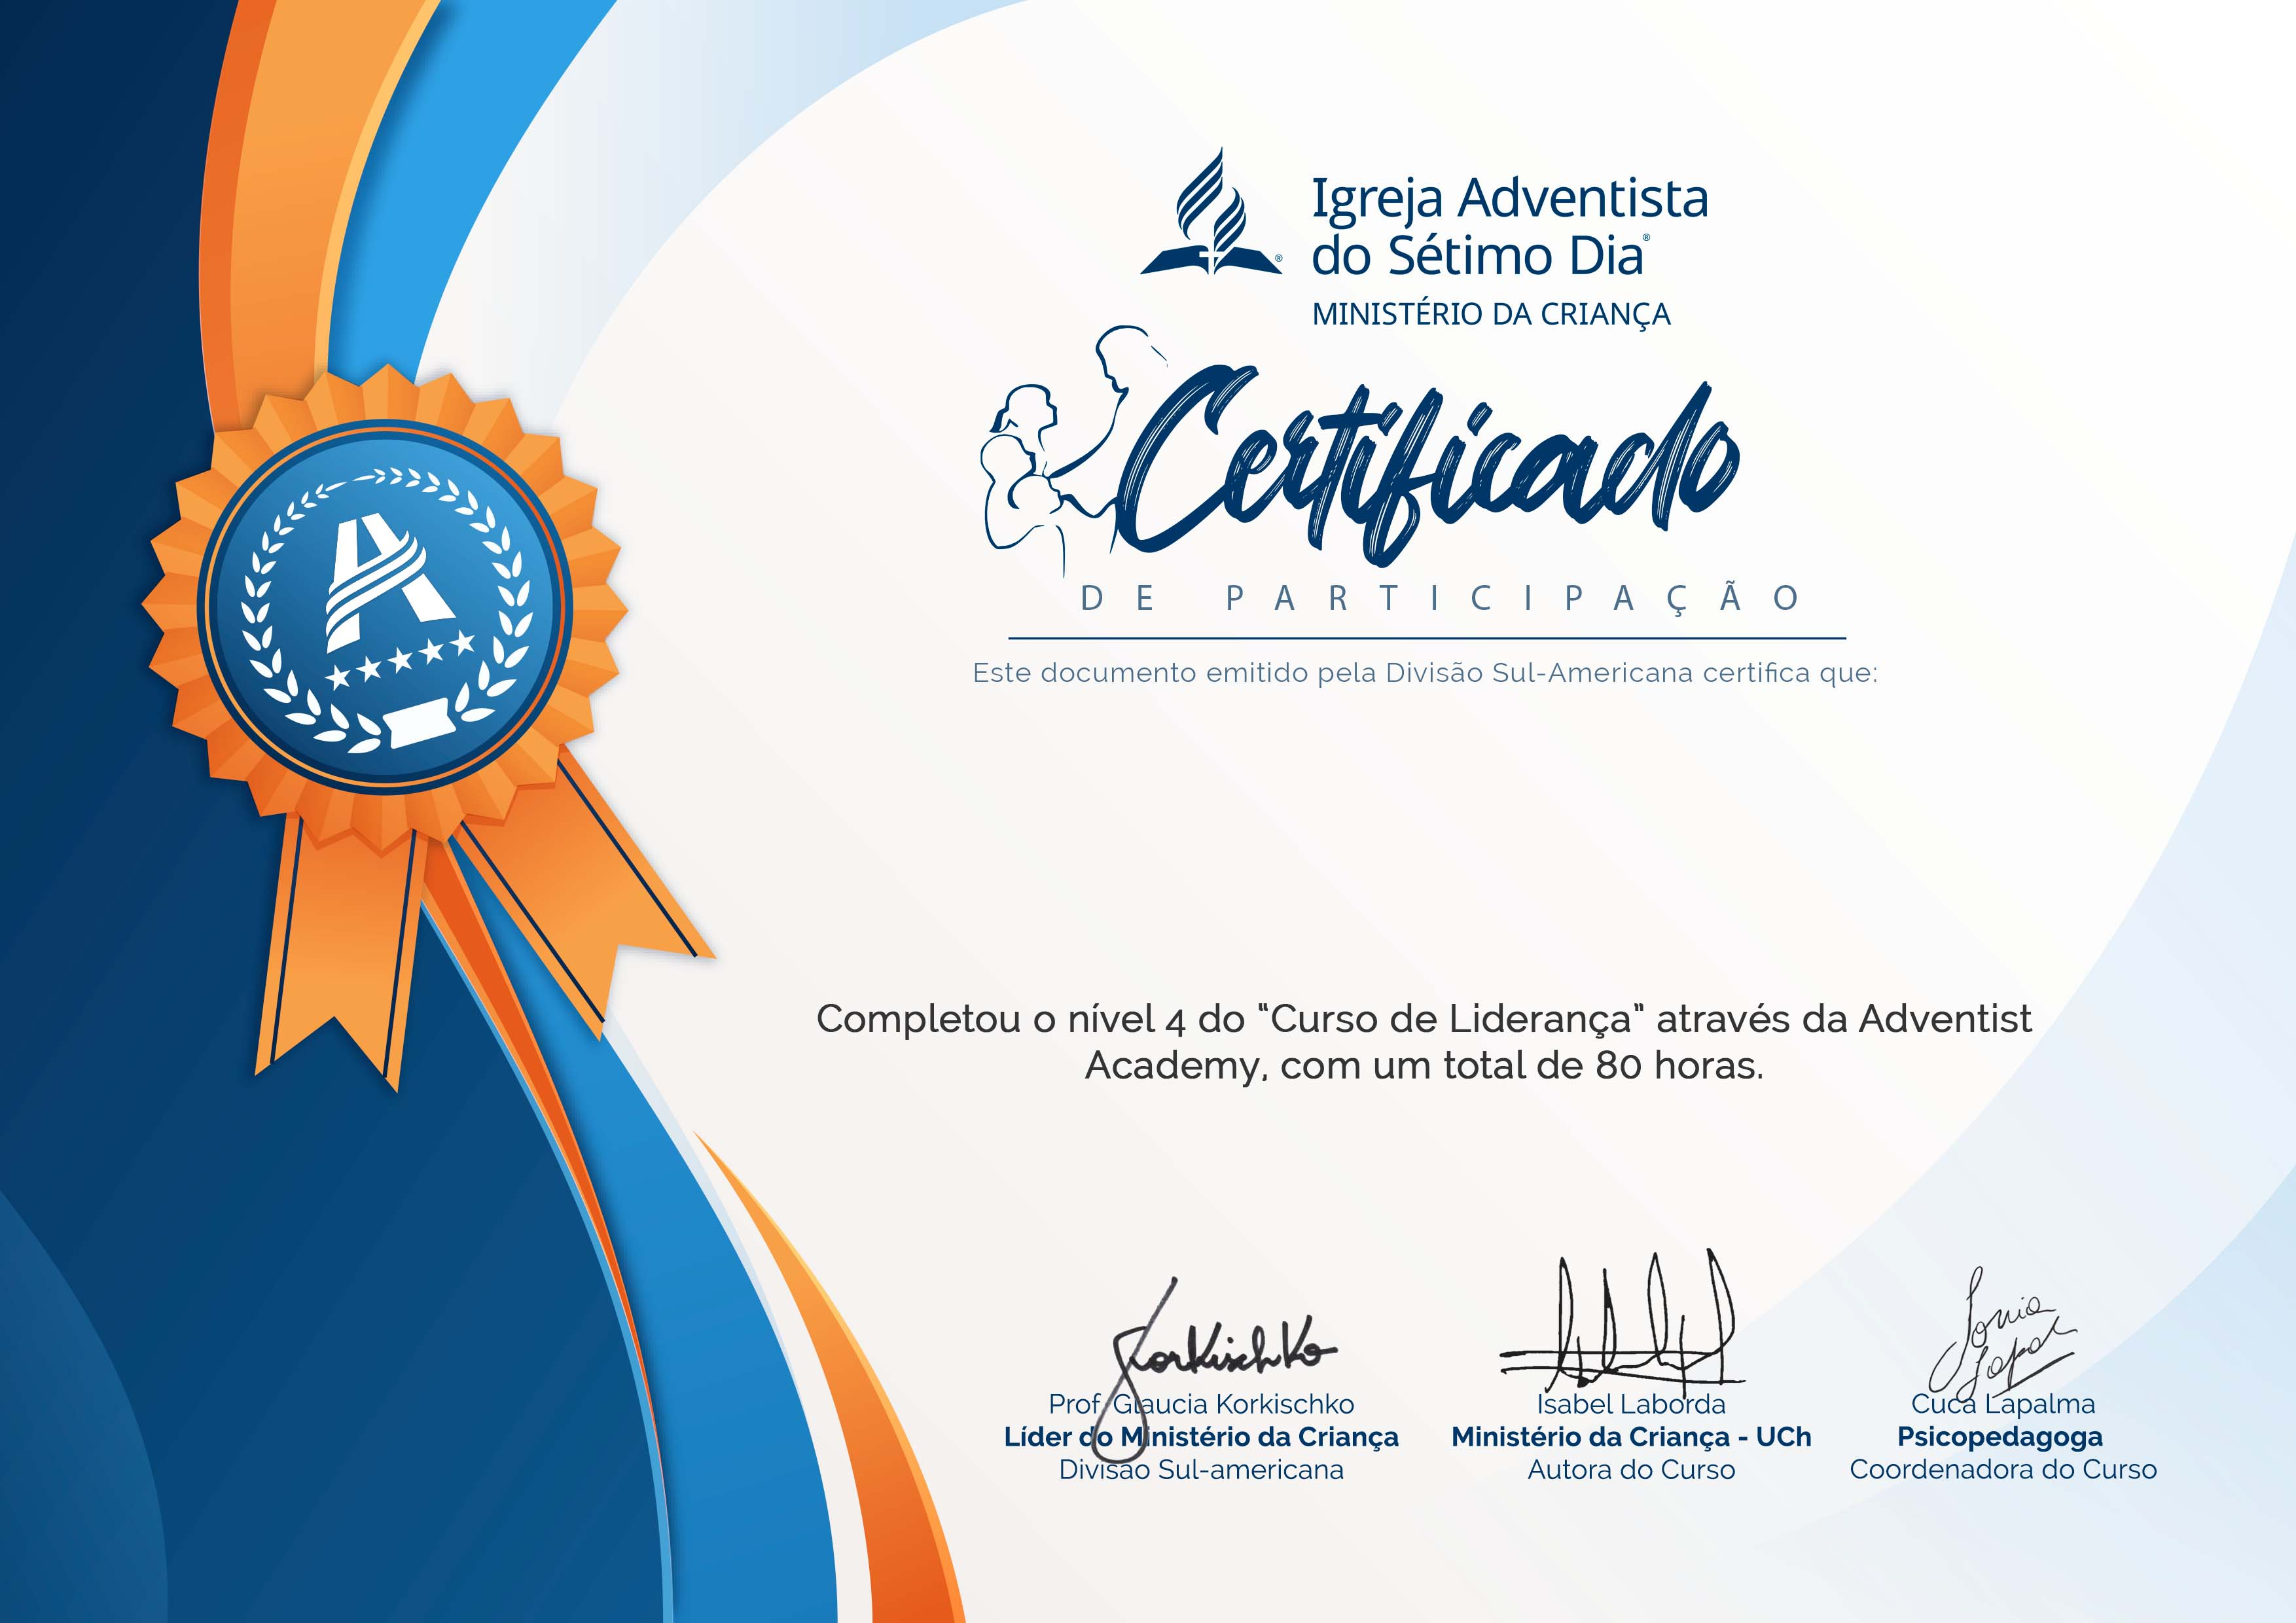 Igreja Adventista
do Sétimo Dia®
®
MINISTÉRIO DA CRIANÇA
Certificado
DE PARTICIPAÇÃO
Este documento emitido pela Divisão Sul-Americana certifica que:
A
Completou o nível 4 do "Curso de Liderança" através da Adventist
Academy, com um total de 80 horas.
Korkischko
Sonia
Lapal
Prof. Glaucia Korkischko
Líder do Ministério da Criança
Divisão Sul-americana
Isabel Laborda
Ministério da Criança - UCh
Autora do Curso
Cuca Lapalma
Psicopedagoga
Coordenadora do Curso